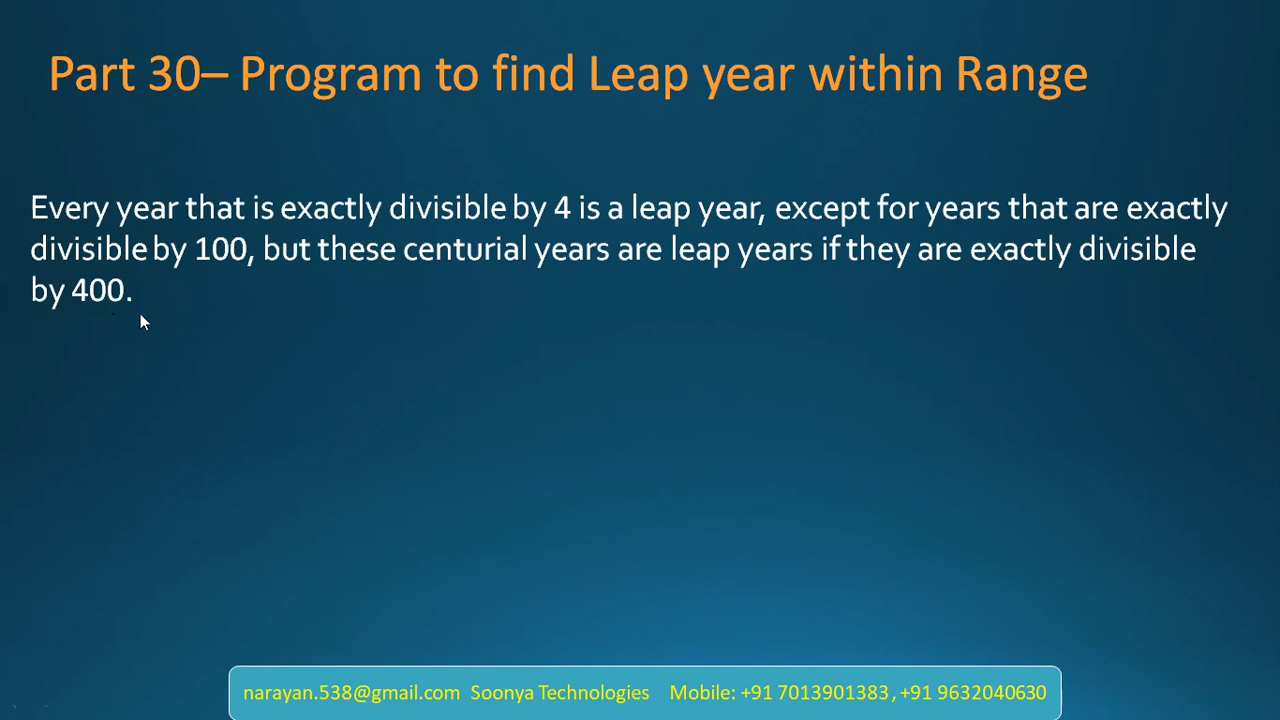 Part 30– Program to find Leap year within Range
Every year that is exactly divisible by 4 is a leap year, except for years that are exactly
divisible by 100, but these centurial years are leap years if they are exactly divisible
by 400.
narayan.538@gmail.com Soonya Technologies Mobile: +91 7013901383 , +91 9632040630